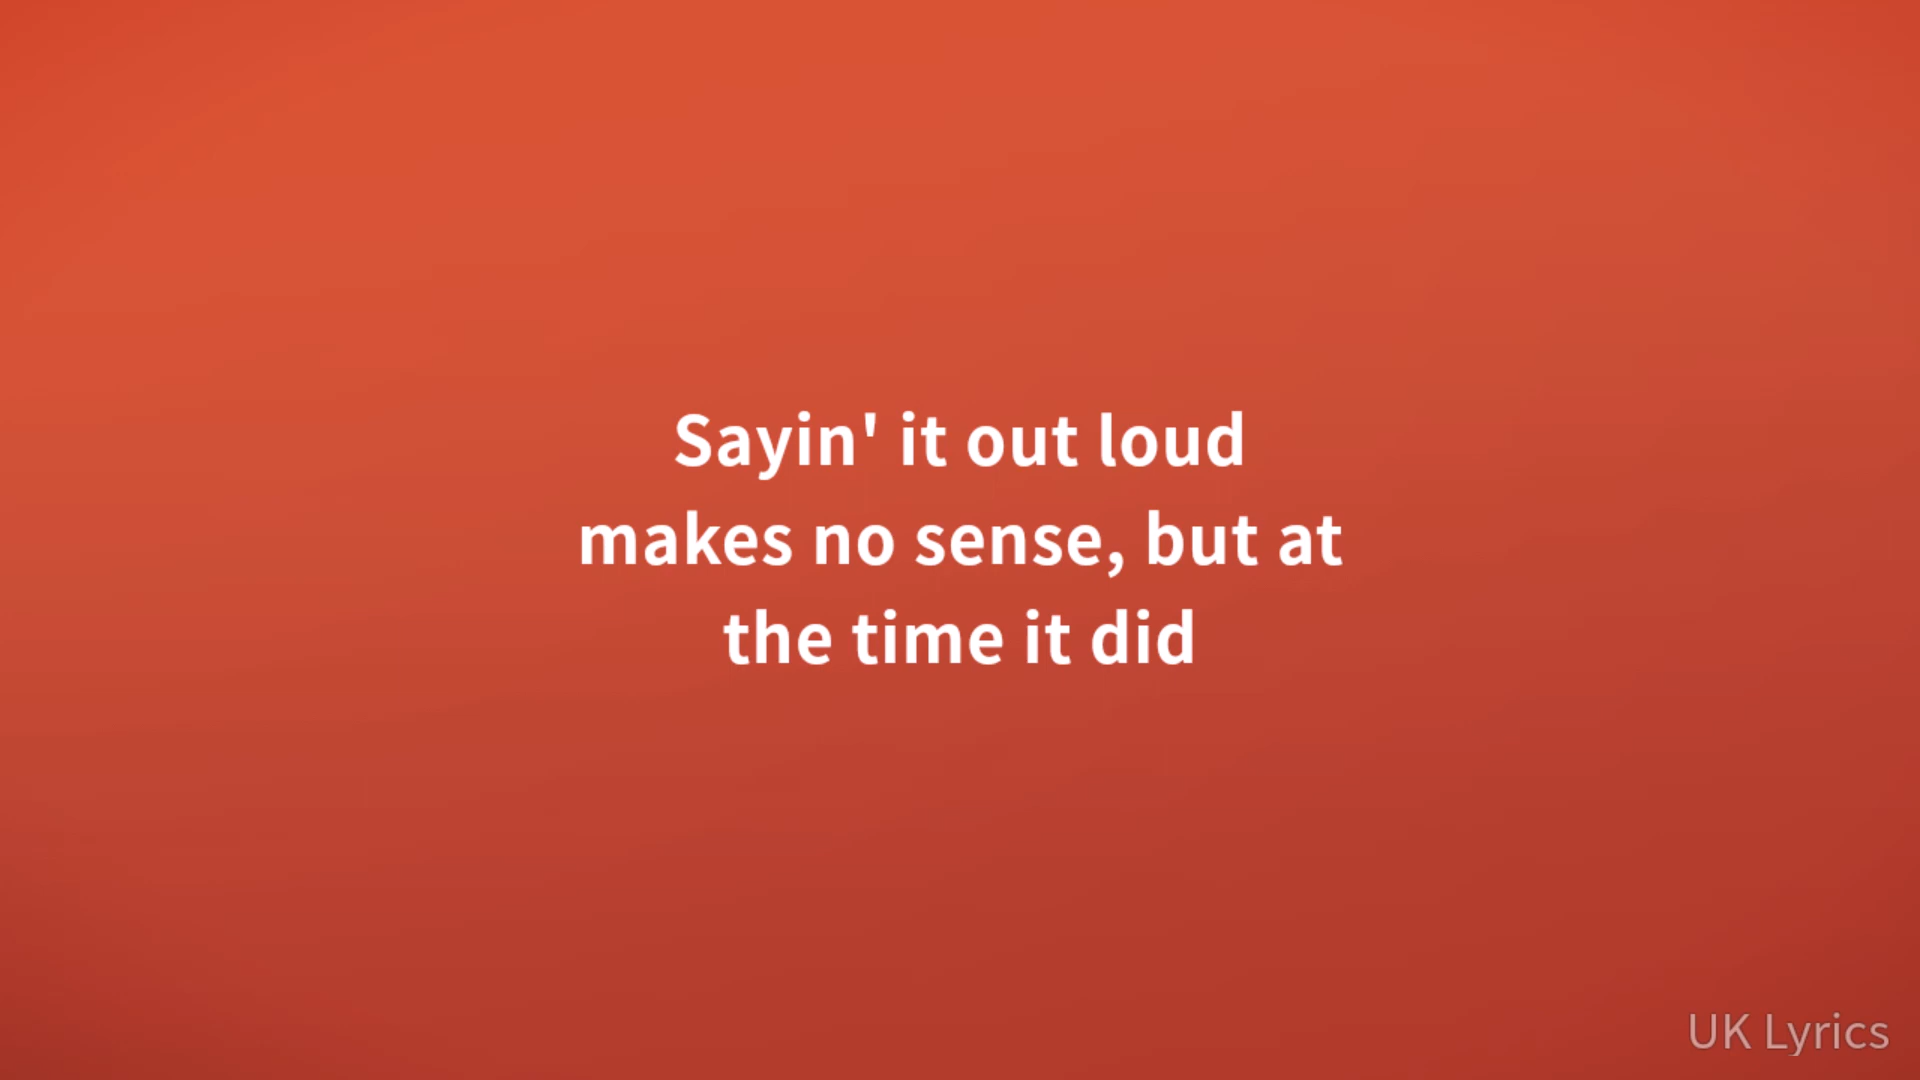 Sayin' it out loud
makes no sense, but at
the time it did
UK Lyrics